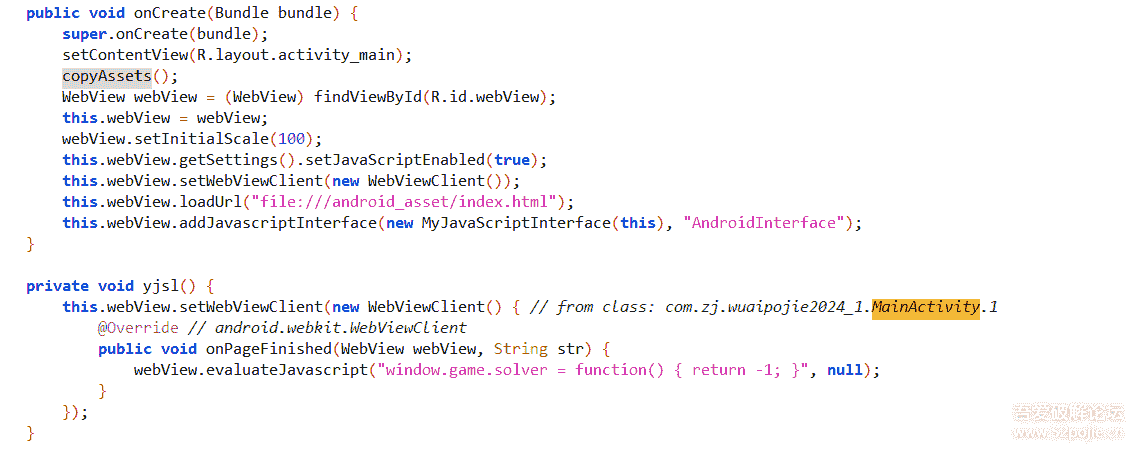 public void onCreate(Bundle bundle) {
super.onCreate(bundle);
setContentView(R.layout.activity_main);
copyAssets();
WebView webView = (WebView) findViewById(R.id.webView);
this.webView = webView;
webView.setInitialScale(100);
this.webView.getSettings().setJavaScriptEnabled(true);
this.webView.setWebViewClient(new WebViewClient());
this.webView.loadUrl("file:///android_asset/index.html");
this.webView.addJavascriptInterface(new MyJavaScriptInterface(this), "AndroidInterface");
}
private void yjsl() {
this.webView.setWebViewClient(new WebViewClient() { // from class: com.zj.wuaipojie2024_1.MainActivity.1
@Override // android.webkit.WebViewClient
public void onPageFinished(WebView webView, String str) {
webView.evaluateJavascript("window.game.solver = function() { return -1; }", null);
}
});
}
吾爱破解论坛
www.52pojie.cn